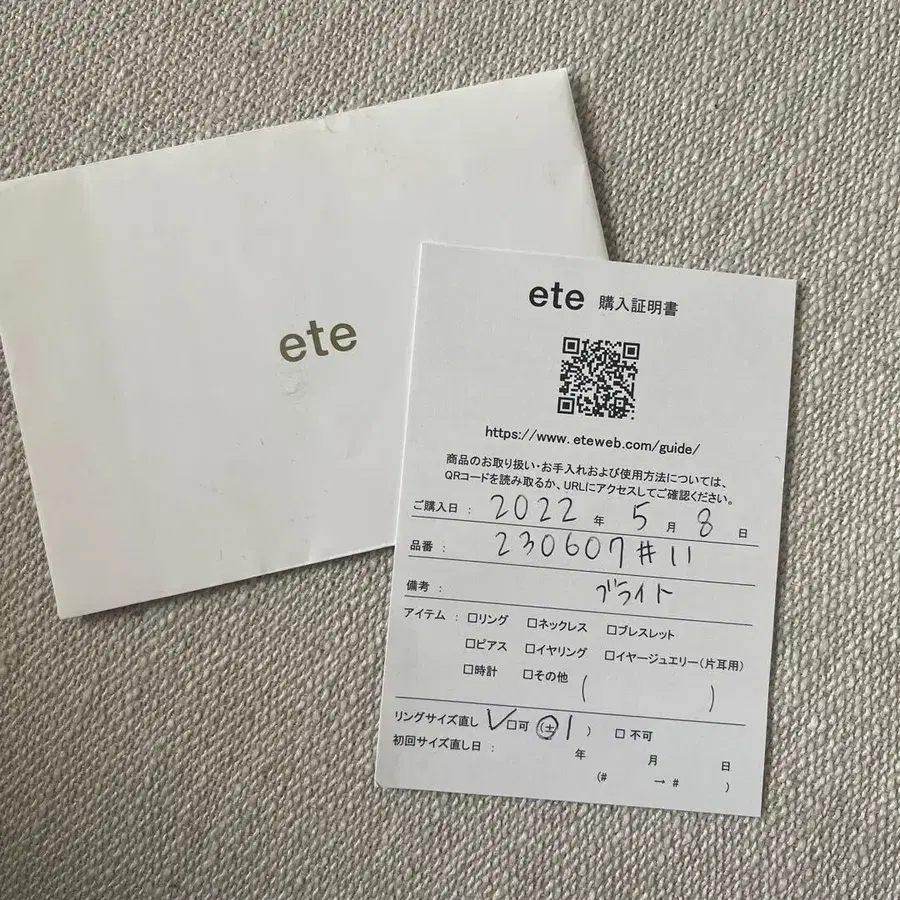 ete
ete 購入証明書
https://www.eteweb.com/guide/
商品のお取り扱い・お手入れおよび使用方法については、
QRコードを読み取るか、URLにアクセスしてご確認ください。
ご購入日： 2022 年 5 月 8 日
品番： 230607#11
備考： ブライト
アイテム：□リング □ネックレス □ブレスレット
□ピアス □イヤリング □イヤージュエリー（片耳用）
□時計 □その他（ ）
リングサイズ直し ✓□可（±1） □不可
初回サイズ直し日： 年 月 日
（# → # ）